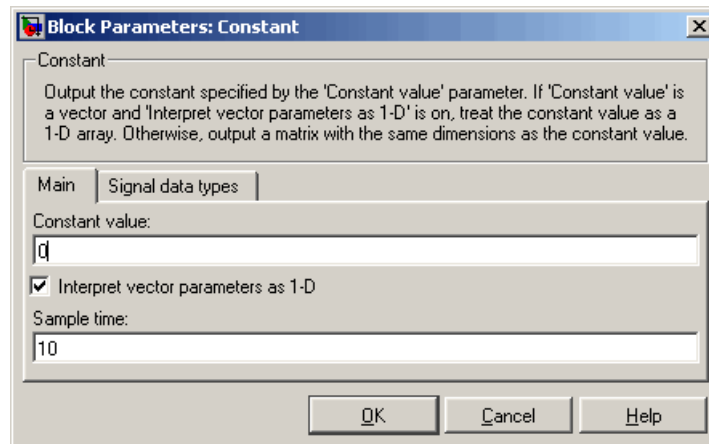 Block Parameters: Constant
Constant
Output the constant specified by the 'Constant value' parameter. If 'Constant value' is
a vector and 'Interpret vector parameters as 1-D' is on, treat the constant value as a
1-D array. Otherwise, output a matrix with the same dimensions as the constant value.
Main Signal data types
Constant value:
0
Interpret vector parameters as 1-D
Sample time:
10
OK Cancel Help